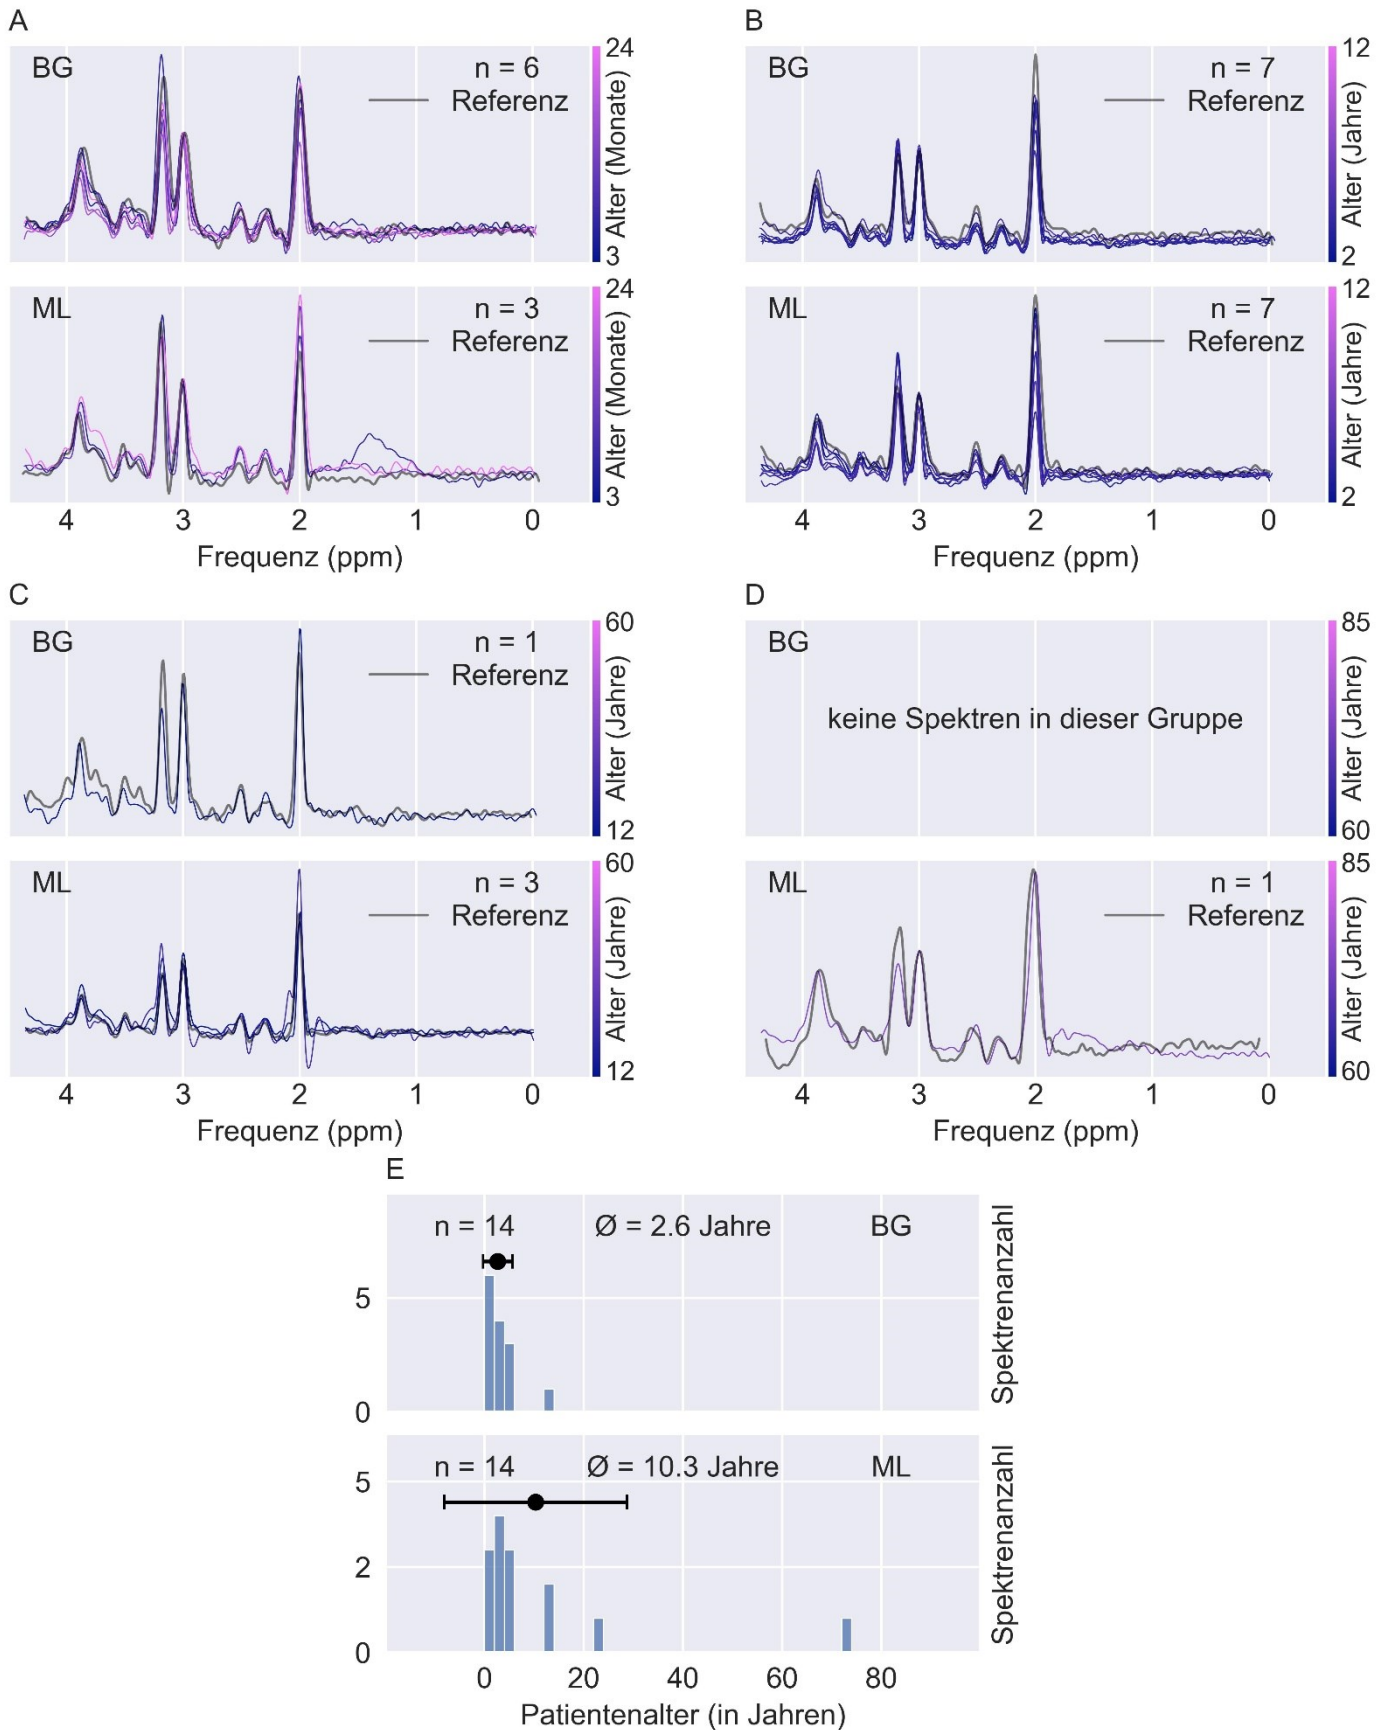 A
BG
n = 6
Referenz
24
Alter (Monate)
3
ML
n = 3
Referenz
24
Alter (Monate)
3
4 3 2 1 0
Frequenz (ppm)
B
BG
n = 7
Referenz
12
Alter (Jahre)
2
ML
n = 7
Referenz
12
Alter (Jahre)
2
4 3 2 1 0
Frequenz (ppm)
C
BG
n = 1
Referenz
60
Alter (Jahre)
12
ML
n = 3
Referenz
60
Alter (Jahre)
12
4 3 2 1 0
Frequenz (ppm)
D
BG
keine Spektren in dieser Gruppe
85
Alter (Jahre)
60
ML
n = 1
Referenz
85
Alter (Jahre)
60
4 3 2 1 0
Frequenz (ppm)
E
n = 14 Ø = 2.6 Jahre BG
5
0
Spektrenanzahl
n = 14 Ø = 10.3 Jahre ML
5
2
0
Spektrenanzahl
0 20 40 60 80
Patientenalter (in Jahren)